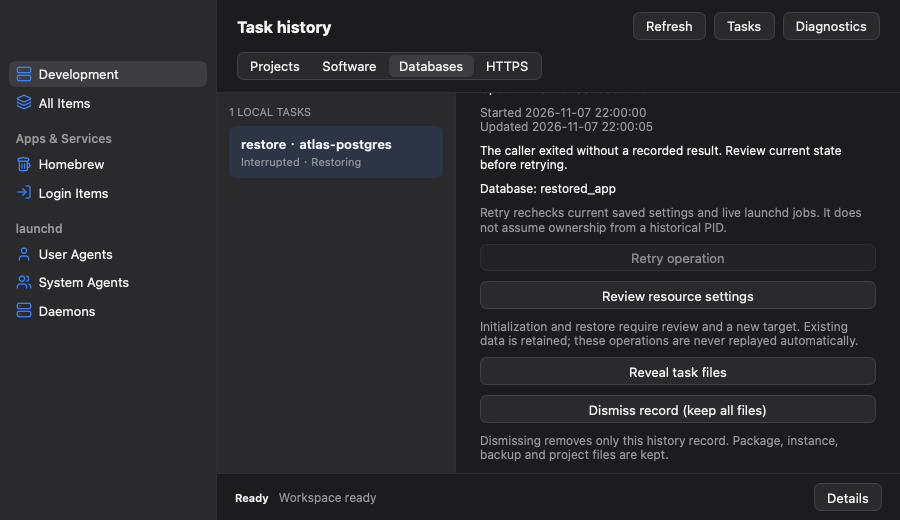 Task history
Refresh
Tasks
Diagnostics
Projects
Software
Databases
HTTPS
Development
All Items
Apps & Services
Homebrew
Login Items
launchd
User Agents
System Agents
Daemons
1 LOCAL TASKS
restore · atlas-postgres
Interrupted · Restoring
Started 2026-11-07 22:00:00
Updated 2026-11-07 22:00:05
The caller exited without a recorded result. Review current state
before retrying.
Database: restored_app
Retry rechecks current saved settings and live launchd jobs. It does
not assume ownership from a historical PID.
Retry operation
Review resource settings
Initialization and restore require review and a new target. Existing
data is retained; these operations are never replayed automatically.
Reveal task files
Dismiss record (keep all files)
Dismissing removes only this history record. Package, instance,
backup and project files are kept.
Ready
Workspace ready
Details